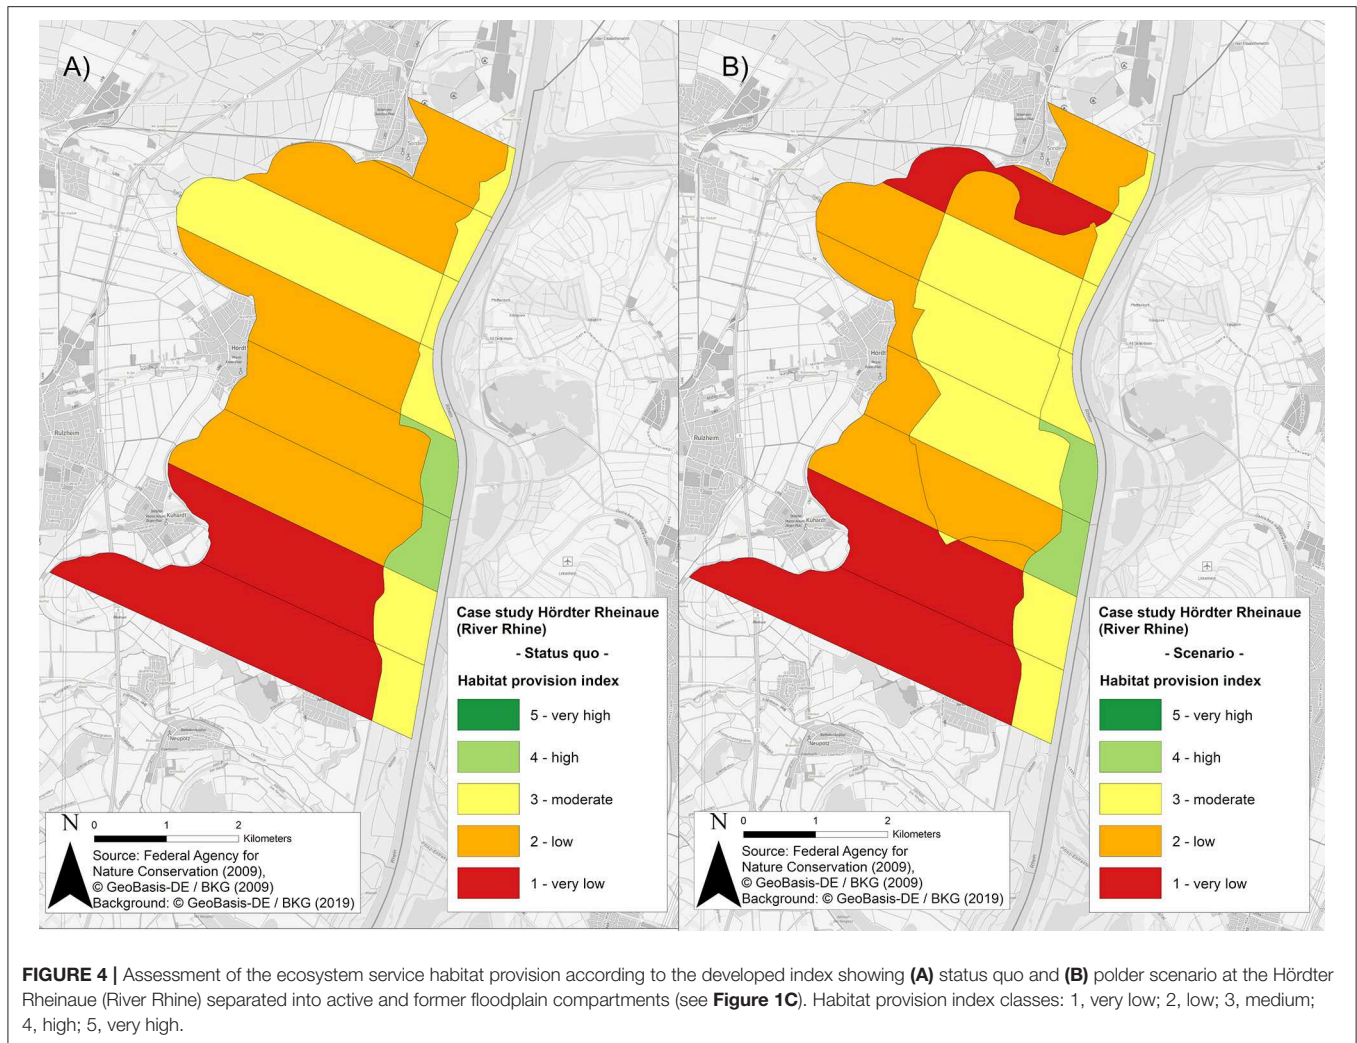 A)
Hördt
Rülzheim
Kuhardt
Neupotz
Case study Hördter Rheinaue
(River Rhine)
- Status quo -
Habitat provision index
5 - very high
4 - high
3 - moderate
2 - low
1 - very low
N
0 1 2
Kilometers
Source: Federal Agency for
Nature Conservation (2009),
© GeoBasis-DE / BKG (2009)
Background: © GeoBasis-DE / BKG (2019)
B)
Hördt
Rülzheim
Kuhardt
Neupotz
Case study Hördter Rheinaue
(River Rhine)
- Scenario -
Habitat provision index
5 - very high
4 - high
3 - moderate
2 - low
1 - very low
N
0 1 2
Kilometers
Source: Federal Agency for
Nature Conservation (2009),
© GeoBasis-DE / BKG (2009)
Background: © GeoBasis-DE / BKG (2019)
FIGURE 4 | Assessment of the ecosystem service habitat provision according to the developed index showing (A) status quo and (B) polder scenario at the Hördter
Rheinaue (River Rhine) separated into active and former floodplain compartments (see Figure 1C). Habitat provision index classes: 1, very low; 2, low; 3, medium;
4, high; 5, very high.